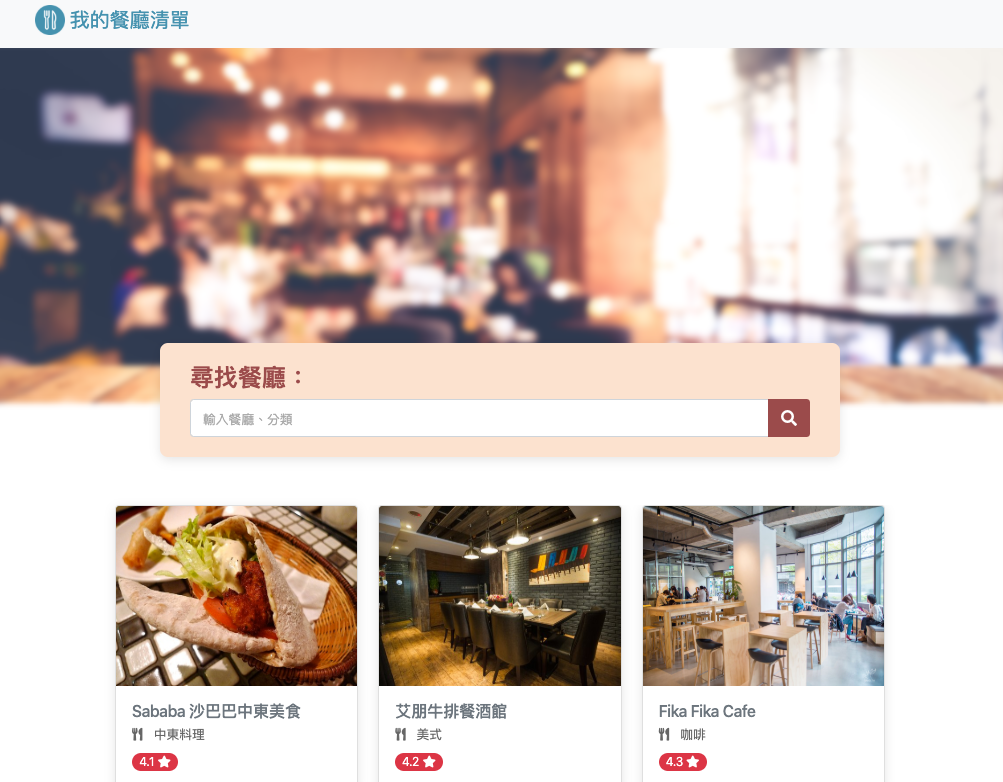 我的餐廳清單
尋找餐廳：
輸入餐廳、分類
Sababa 沙巴巴中東美食
中東料理
4.1
艾朋牛排餐酒館
美式
4.2
Fika Fika Cafe
咖啡
4.3